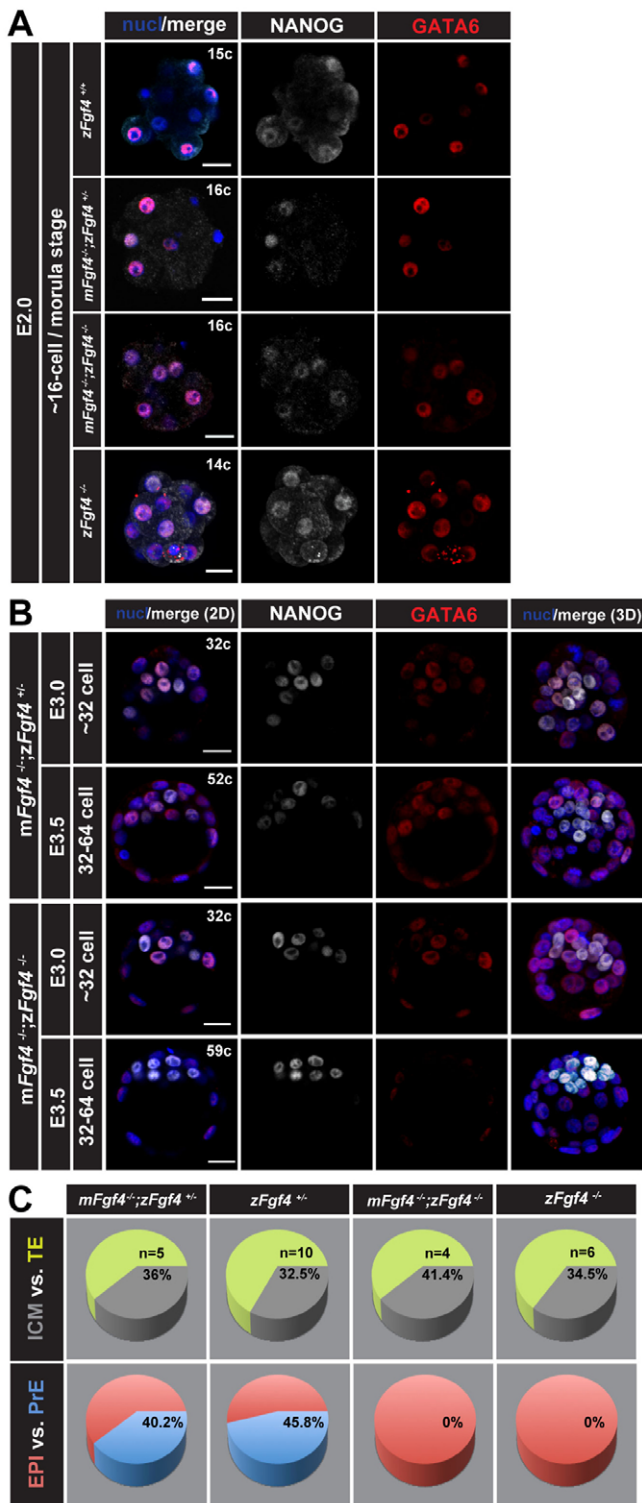 A
nucl/merge
NANOG
GATA6
E2.0
~16-cell / morula stage
zFgf4 +/+
15c
mFgf4-/-;zFgf4 +/-
16c
mFgf4-/-;zFgf4 -/-
16c
zFgf4 -/-
14c
B
nucl/merge (2D)
NANOG
GATA6
nucl/merge (3D)
mFgf4 -/-;zFgf4 +/-
E3.0
~32 cell
32c
E3.5
32-64 cell
52c
mFgf4 -/-;zFgf4 -/-
E3.0
~32 cell
32c
E3.5
32-64 cell
59c
C
mFgf4-/-;zFgf4 +/-
zFgf4 +/-
mFgf4-/-;zFgf4 -/-
zFgf4 -/-
ICM vs. TE
n=5
36%
n=10
32.5%
n=4
41.4%
n=6
34.5%
EPI vs. PrE
40.2%
45.8%
0%
0%